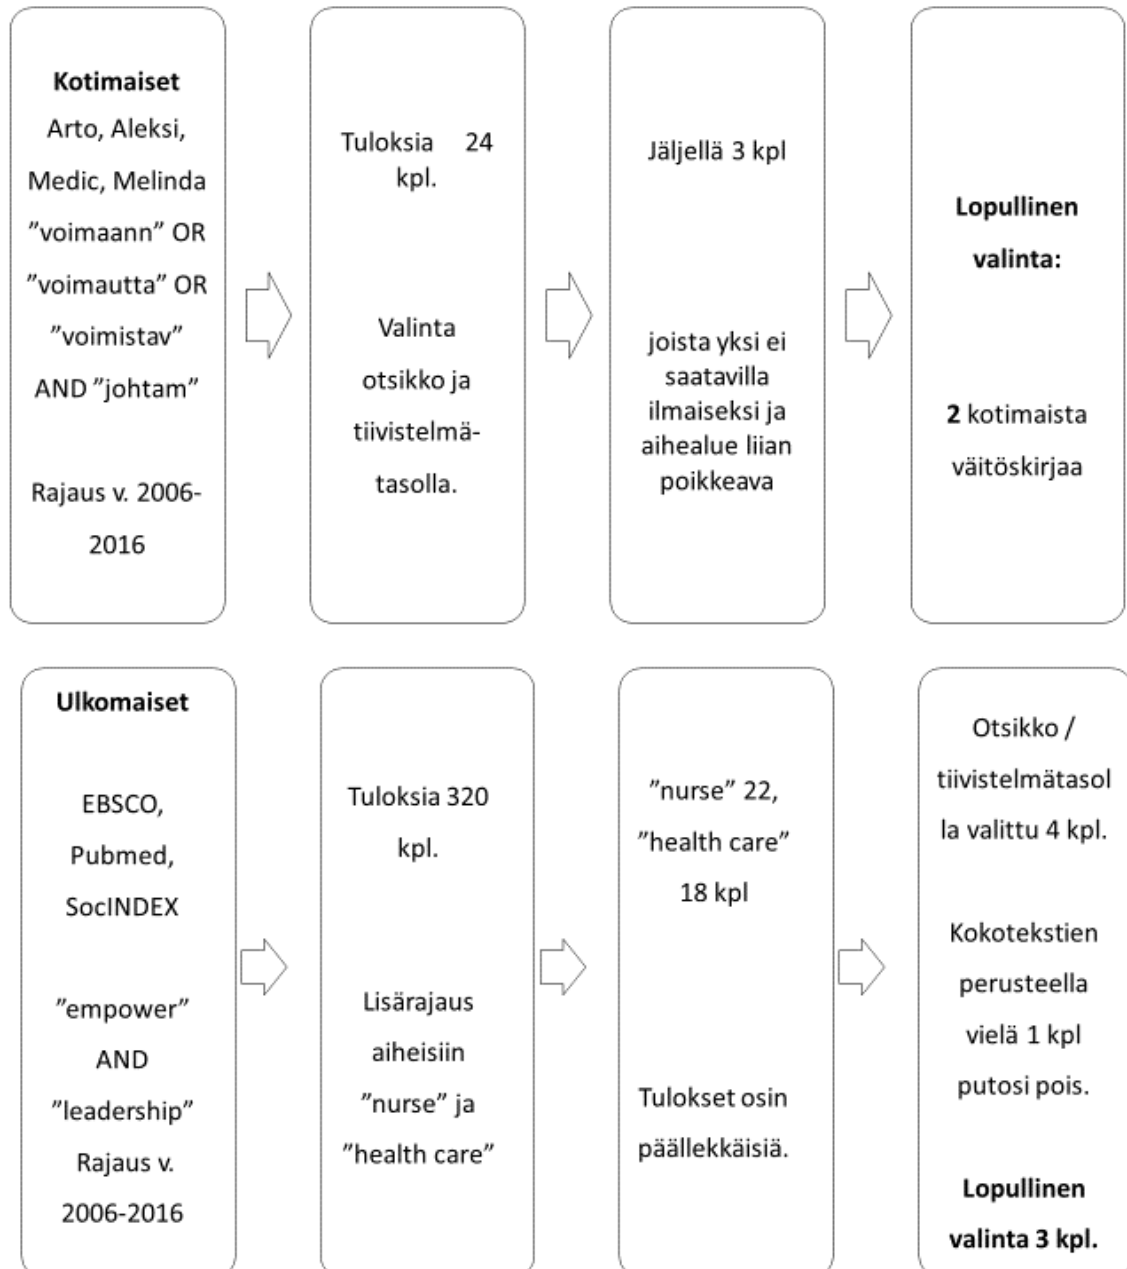 Kotimaiset
Arto, Aleksi,
Medic, Melinda
”voimaann” OR
”voimautta” OR
”voimistav”
AND ”johtam”
Rajaus v. 2006-
2016
Tuloksia 24
kpl.
Valinta
otsikko ja
tiivistelmä-
tasolla.
Jäljellä 3 kpl
joista yksi ei
saatavilla
ilmaiseksi ja
aihealue liian
poikkeava
Lopullinen
valinta:
2 kotimaista
väitöskirjaa
Ulkomaiset
EBSCO,
Pubmed,
SocINDEX
”empower”
AND
”leadership”
Rajaus v.
2006-2016
Tuloksia 320
kpl.
Lisärajaus
aiheisiin
”nurse” ja
”health care”
”nurse” 22,
”health care”
18 kpl
Tulokset osin
päällekkäisiä.
Otsikko /
tiivistelmätasol
la valittu 4 kpl.
Kokotekstien
perusteella
vielä 1 kpl
putosi pois.
Lopullinen
valinta 3 kpl.